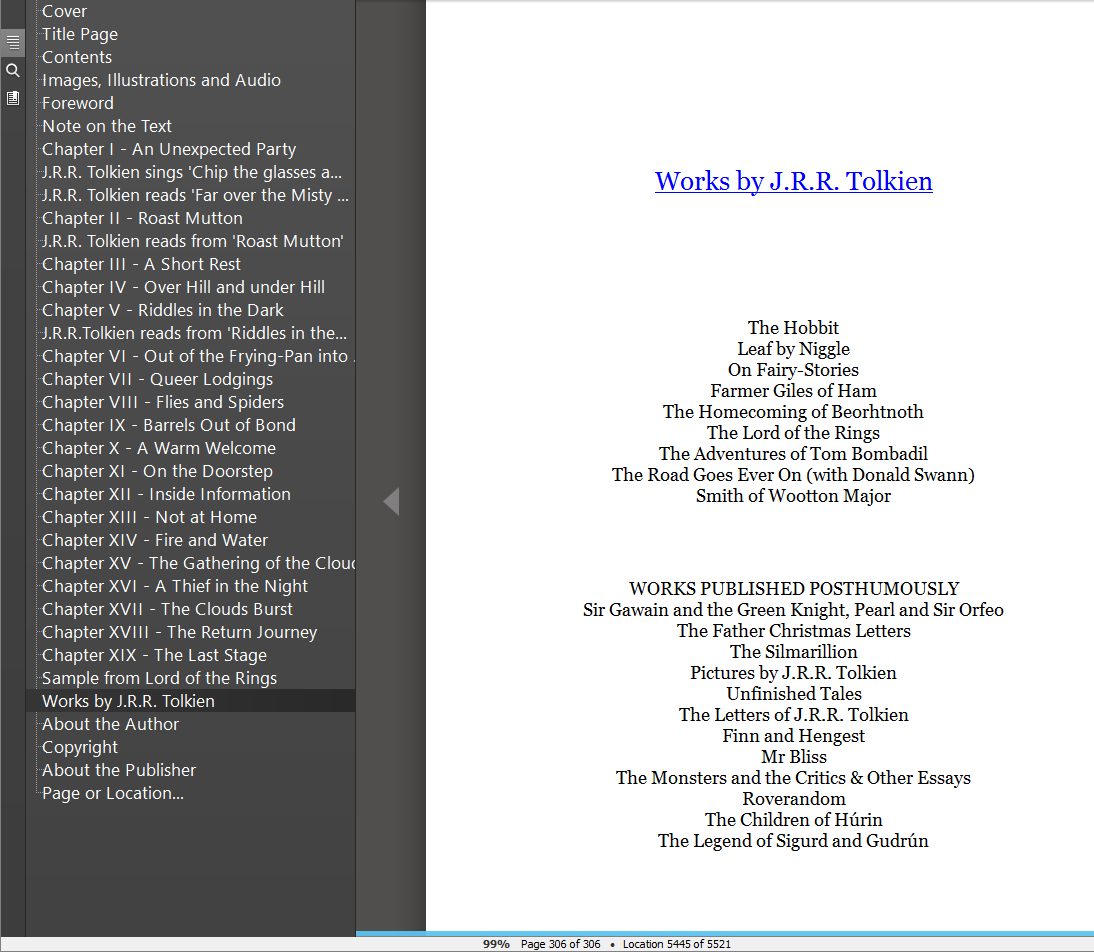 Cover
Title Page
Contents
Images, Illustrations and Audio
Foreword
Note on the Text
Chapter I - An Unexpected Party
J.R.R. Tolkien sings 'Chip the glasses a...
J.R.R. Tolkien reads 'Far over the Misty ...
Chapter II - Roast Mutton
J.R.R. Tolkien reads from 'Roast Mutton'
Chapter III - A Short Rest
Chapter IV - Over Hill and under Hill
Chapter V - Riddles in the Dark
J.R.R.Tolkien reads from 'Riddles in the...
Chapter VI - Out of the Frying-Pan into .
Chapter VII - Queer Lodgings
Chapter VIII - Flies and Spiders
Chapter IX - Barrels Out of Bond
Chapter X - A Warm Welcome
Chapter XI - On the Doorstep
Chapter XII - Inside Information
Chapter XIII - Not at Home
Chapter XIV - Fire and Water
Chapter XV - The Gathering of the Clouc
Chapter XVI - A Thief in the Night
Chapter XVII - The Clouds Burst
Chapter XVIII - The Return Journey
Chapter XIX - The Last Stage
Sample from Lord of the Rings
Works by J.R.R. Tolkien
About the Author
Copyright
About the Publisher
Page or Location...
Works by J.R.R. Tolkien
The Hobbit
Leaf by Niggle
On Fairy-Stories
Farmer Giles of Ham
The Homecoming of Beorhtnoth
The Lord of the Rings
The Adventures of Tom Bombadil
The Road Goes Ever On (with Donald Swann)
Smith of Wootton Major
WORKS PUBLISHED POSTHUMOUSLY
Sir Gawain and the Green Knight, Pearl and Sir Orfeo
The Father Christmas Letters
The Silmarillion
Pictures by J.R.R. Tolkien
Unfinished Tales
The Letters of J.R.R. Tolkien
Finn and Hengest
Mr Bliss
The Monsters and the Critics & Other Essays
Roverandom
The Children of Húrin
The Legend of Sigurd and Gudrún
99% Page 306 of 306 • Location 5445 of 5521